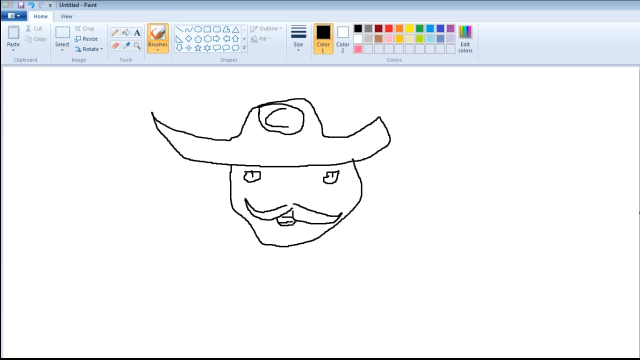 Untitled - Paint
Home View
Paste Cut Copy Select Crop Resize Rotate A Brushes Outline Fill Size Color 1 Color 2 Edit colors
Clipboard Image Tools Shapes Colors